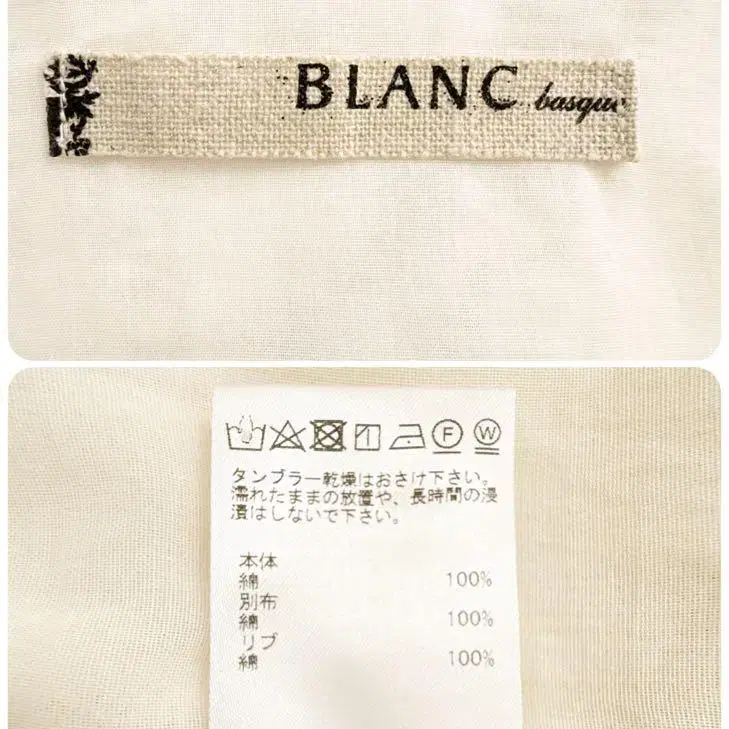 BLANC basque
F W
タンブラー乾燥はおさけ下さい。
濡れたままの放置や、長時間の浸
漬はしないで下さい。
本体
綿 100%
別布
綿 100%
リブ
綿 100%